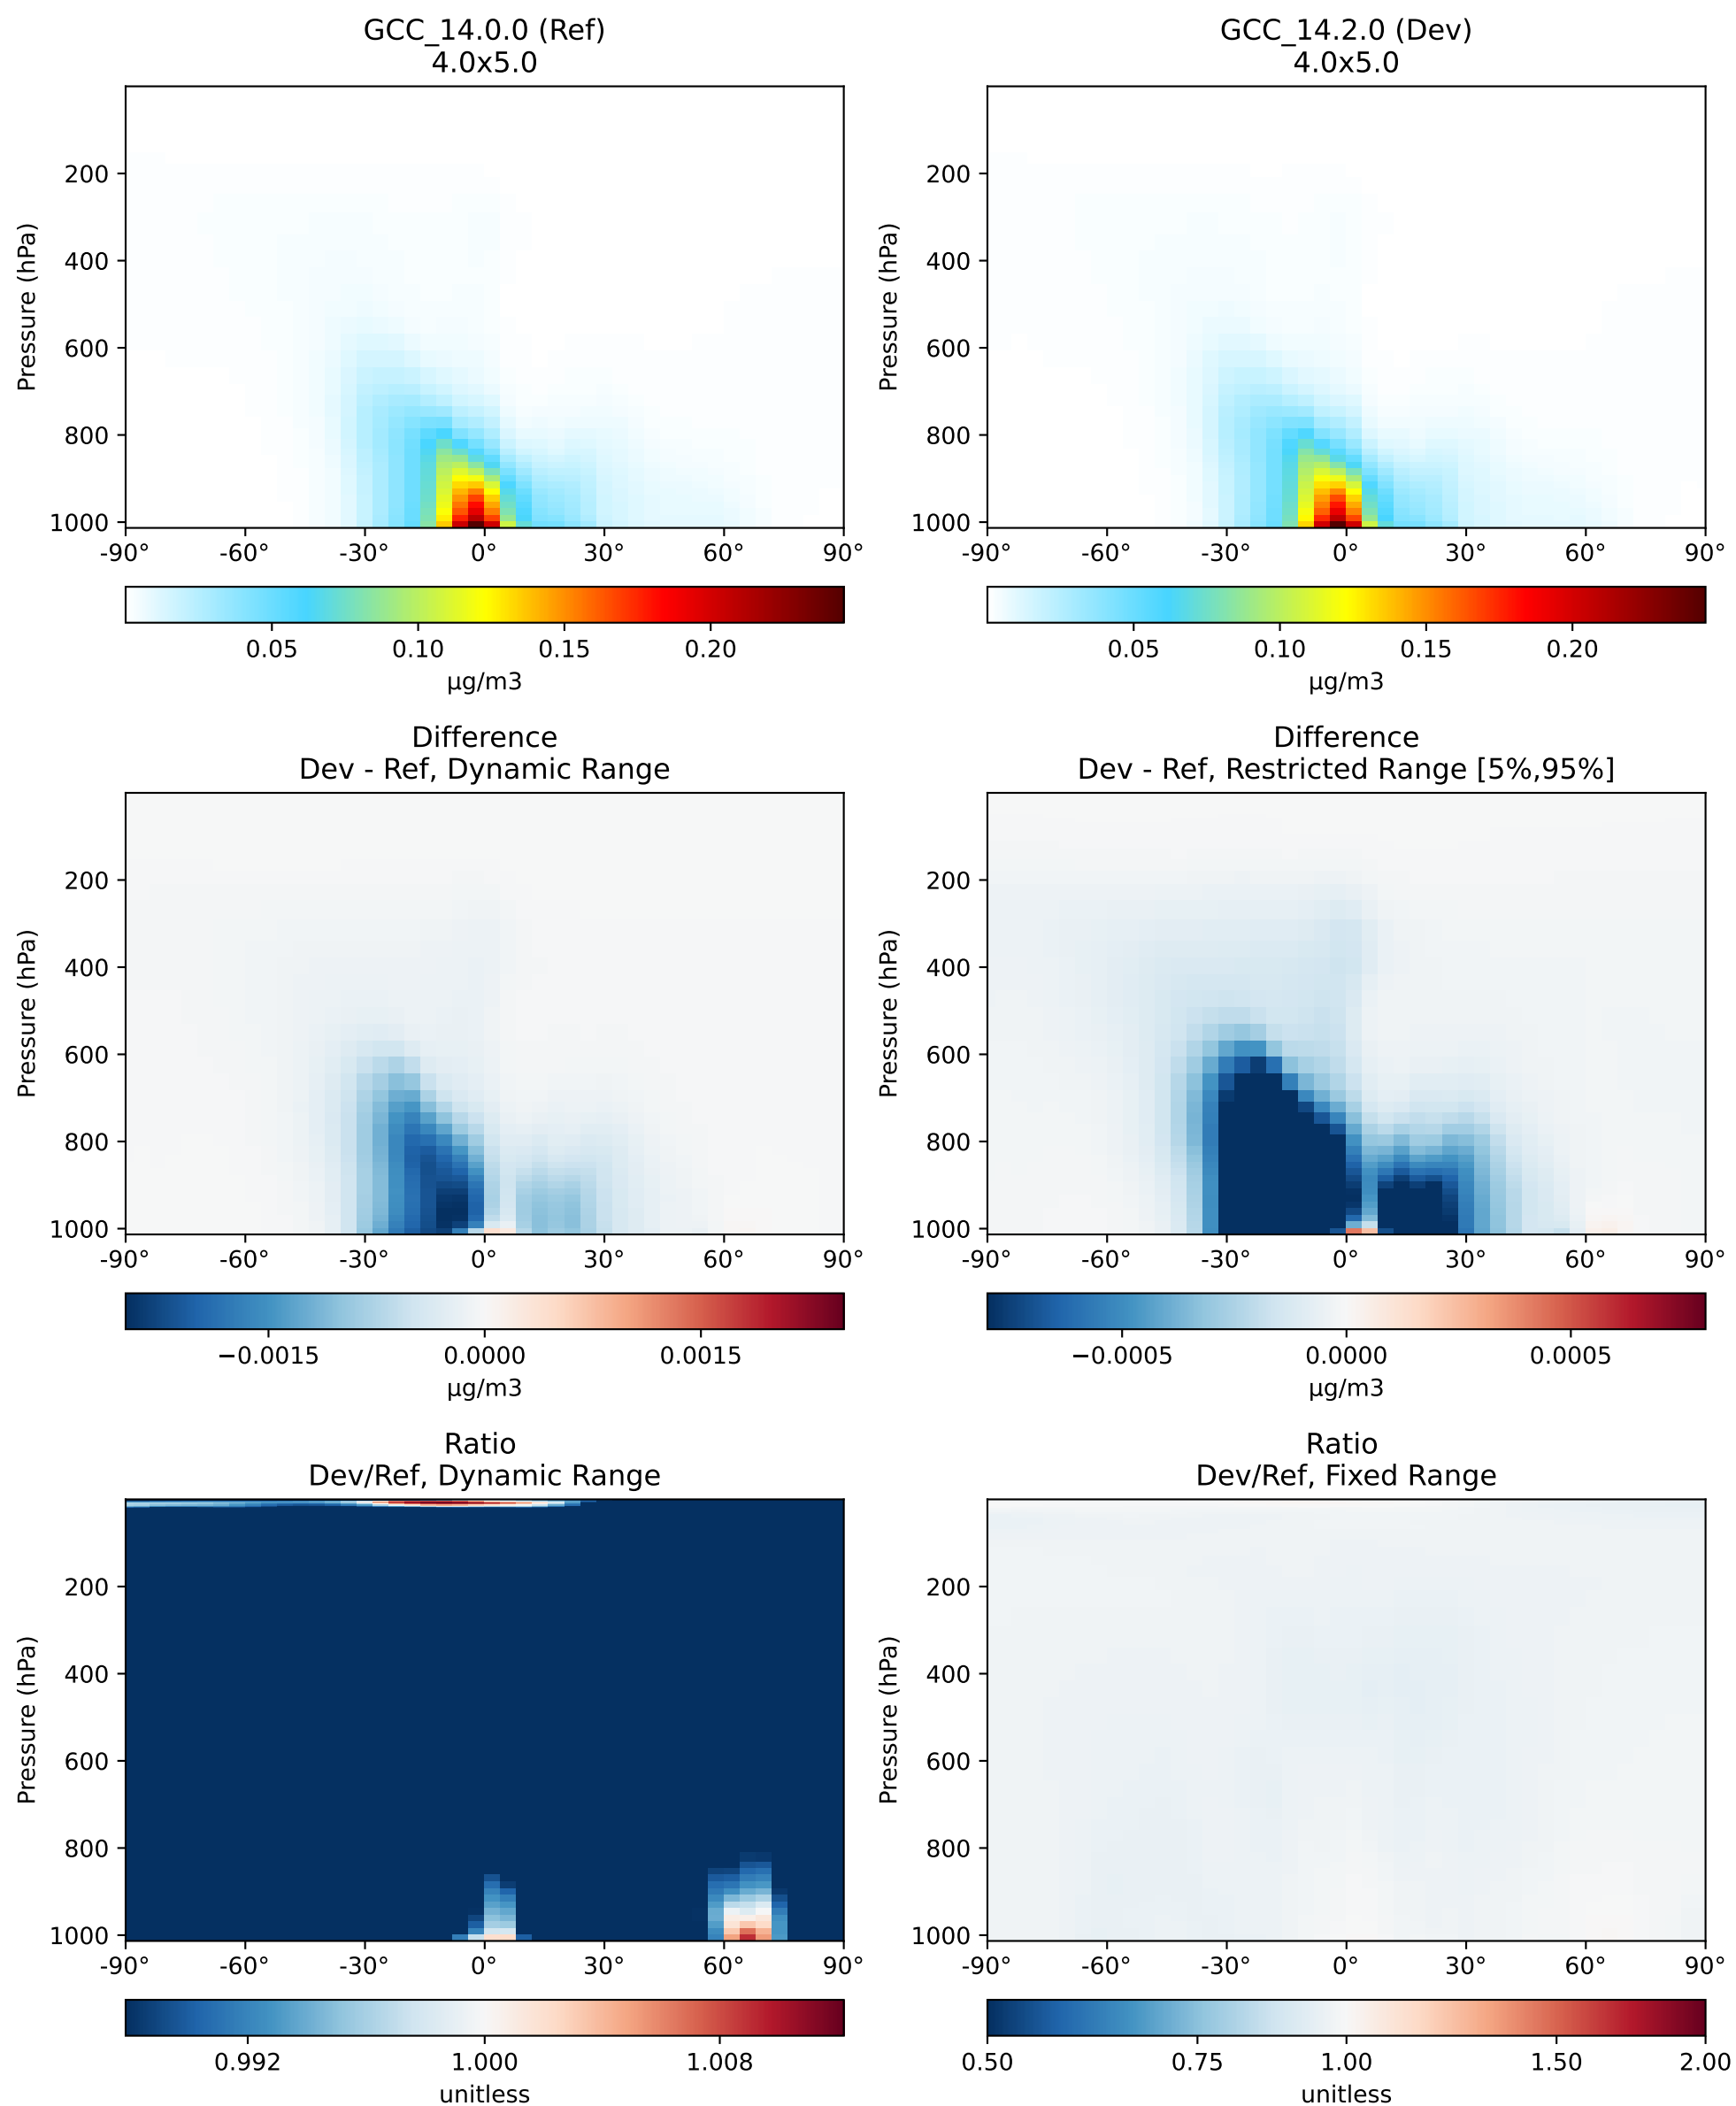 GCC_14.0.0 (Ref)
4.0x5.0
Pressure (hPa)
200
400
600
800
1000
-90° -60° -30° 0° 30° 60° 90°
0.05 0.10 0.15 0.20
µg/m3
GCC_14.2.0 (Dev)
4.0x5.0
Pressure (hPa)
200
400
600
800
1000
-90° -60° -30° 0° 30° 60° 90°
0.05 0.10 0.15 0.20
µg/m3
Difference
Dev - Ref, Dynamic Range
Pressure (hPa)
200
400
600
800
1000
-90° -60° -30° 0° 30° 60° 90°
−0.0015 0.0000 0.0015
µg/m3
Difference
Dev - Ref, Restricted Range [5%,95%]
Pressure (hPa)
200
400
600
800
1000
-90° -60° -30° 0° 30° 60° 90°
−0.0005 0.0000 0.0005
µg/m3
Ratio
Dev/Ref, Dynamic Range
Pressure (hPa)
200
400
600
800
1000
-90° -60° -30° 0° 30° 60° 90°
0.992 1.000 1.008
unitless
Ratio
Dev/Ref, Fixed Range
Pressure (hPa)
200
400
600
800
1000
-90° -60° -30° 0° 30° 60° 90°
0.50 0.75 1.00 1.50 2.00
unitless